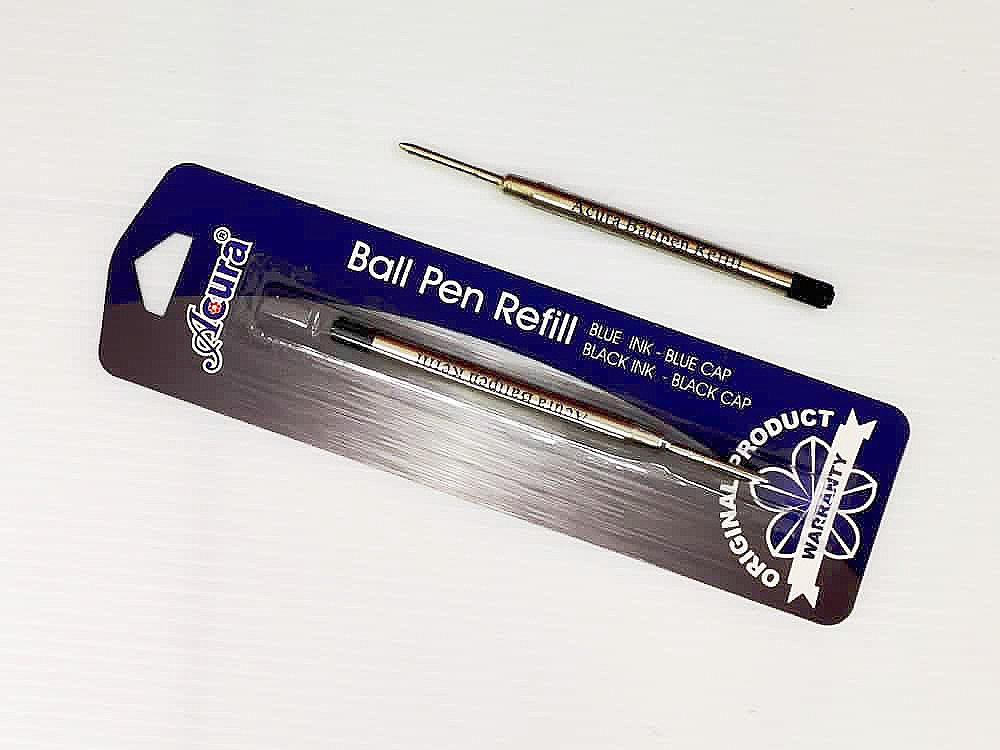 Acura Ballpen Refill
Acura®
Ball Pen Refill
BLUE INK - BLUE CAP
BLACK INK - BLACK CAP
Acura Ballpen Refill
ORIGINAL PRODUCT
WARRANTY